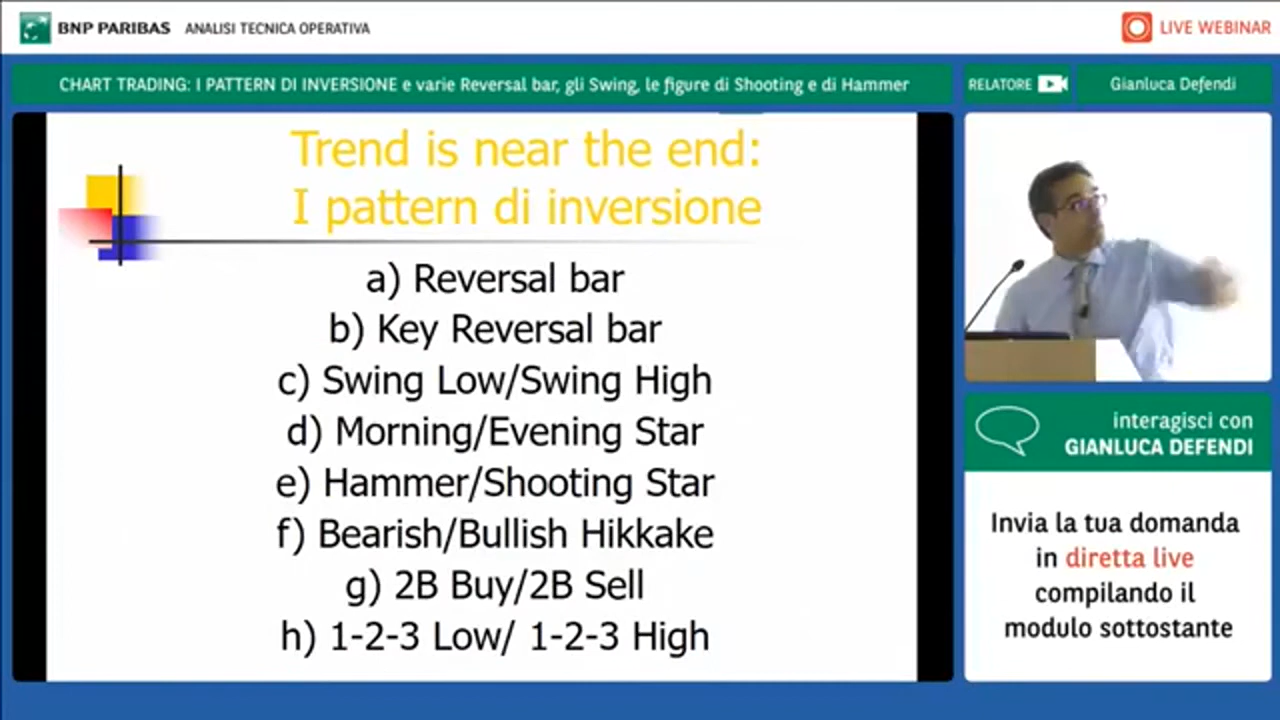 BNP PARIBAS ANALISI TECNICA OPERATIVA
LIVE WEBINAR
CHART TRADING: I PATTERN DI INVERSIONE e varie Reversal bar, gli Swing, le figure di Shooting e di Hammer
RELATORE
Gianluca Defendi
Trend is near the end:
I pattern di inversione
a) Reversal bar
b) Key Reversal bar
c) Swing Low/Swing High
d) Morning/Evening Star
e) Hammer/Shooting Star
f) Bearish/Bullish Hikkake
g) 2B Buy/2B Sell
h) 1-2-3 Low/ 1-2-3 High
interagisci con
GIANLUCA DEFENDI
Invia la tua domanda
in diretta live
compilando il
modulo sottostante